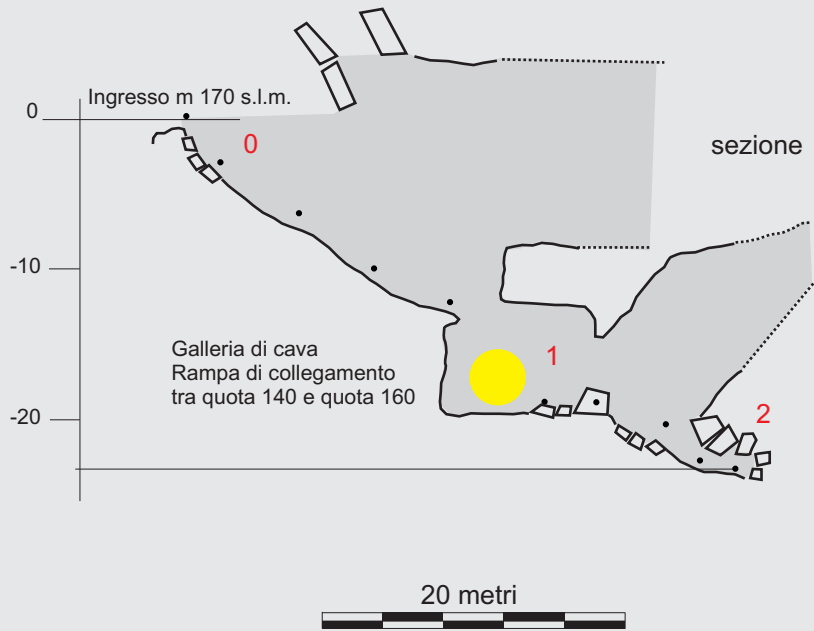 Ingresso m 170 s.l.m.
0
0
sezione
-10
Galleria di cava
Rampa di collegamento
tra quota 140 e quota 160
1
-20
2
20 metri